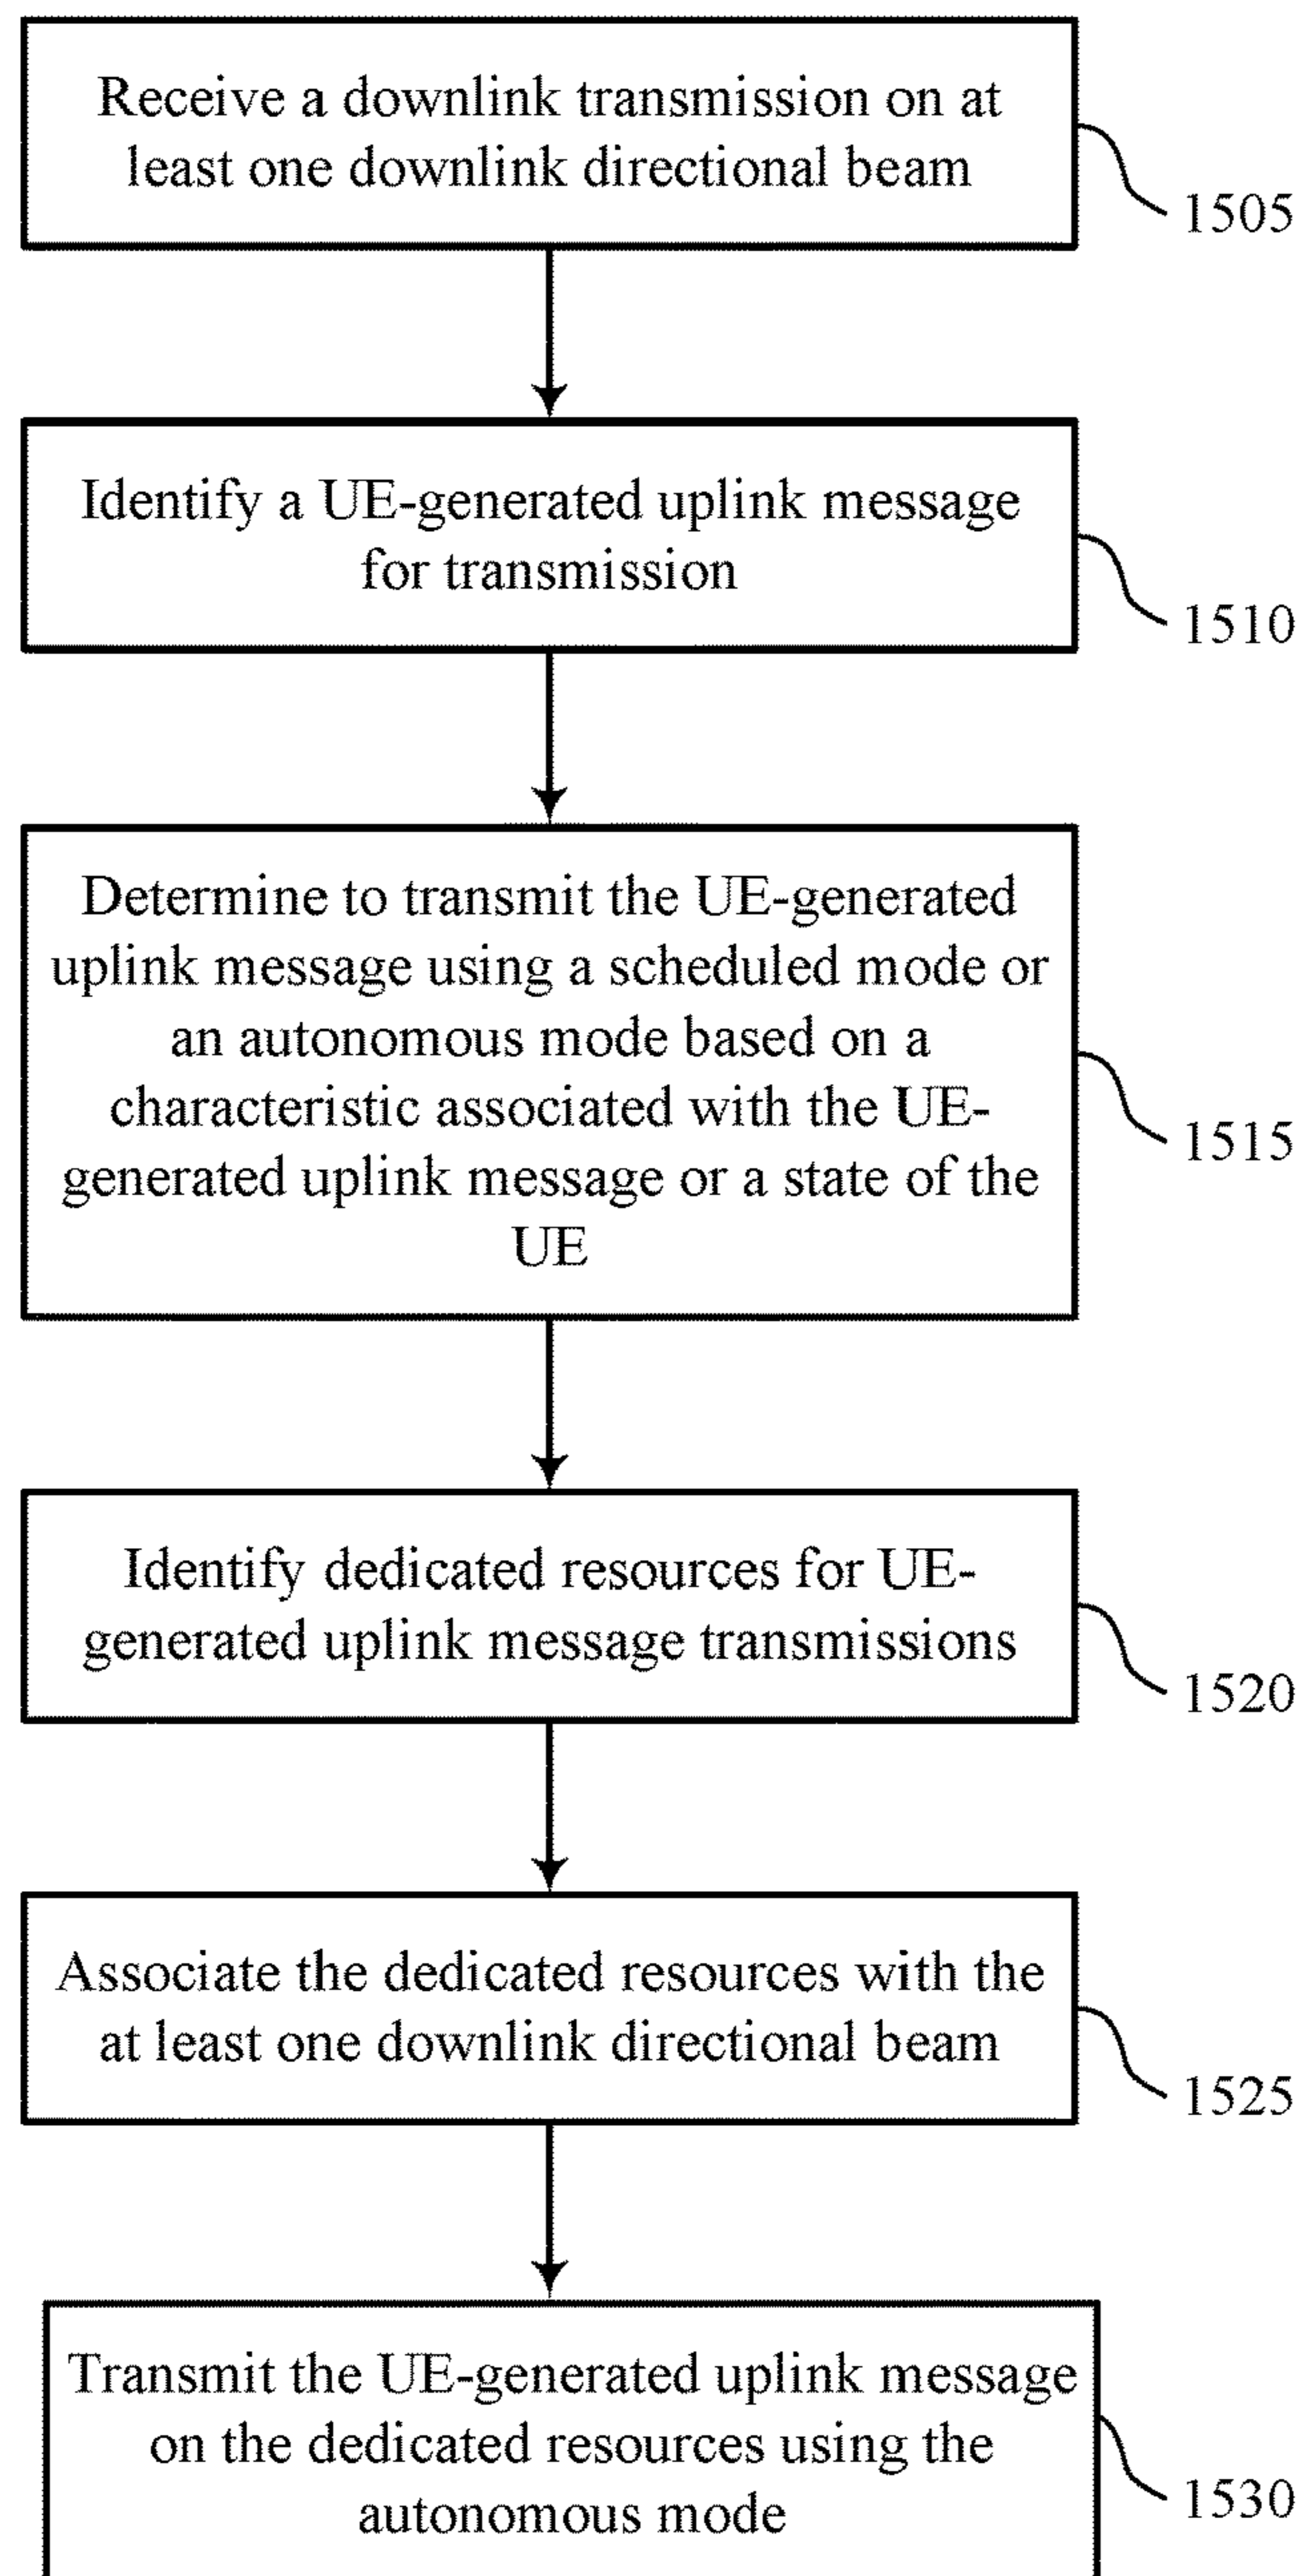 Receive a downlink transmission on at
least one downlink directional beam
1505
Identify a UE-generated uplink message
for transmission
1510
Determine to transmit the UE-generated
uplink message using a scheduled mode or
an autonomous mode based on a
characteristic associated with the UE-
generated uplink message or a state of the
UE
1515
Identify dedicated resources for UE-
generated uplink message transmissions
1520
Associate the dedicated resources with the
at least one downlink directional beam
1525
Transmit the UE-generated uplink message
on the dedicated resources using the
autonomous mode
1530